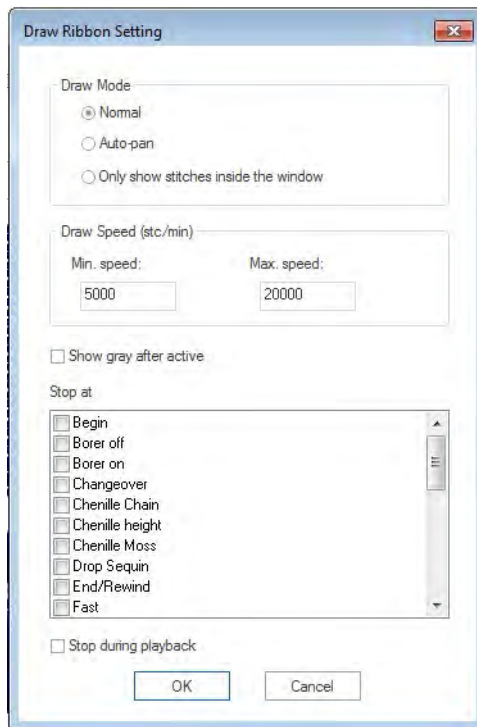 Draw Ribbon Setting
Draw Mode
Normal
Auto-pan
Only show stitches inside the window
Draw Speed (stc/min)
Min. speed: Max. speed:
5000 20000
Show gray after active
Stop at
Begin
Borer off
Borer on
Changeover
Chenille Chain
Chenille height
Chenille Moss
Drop Sequin
End/Rewind
Fast
Stop during playback
OK Cancel